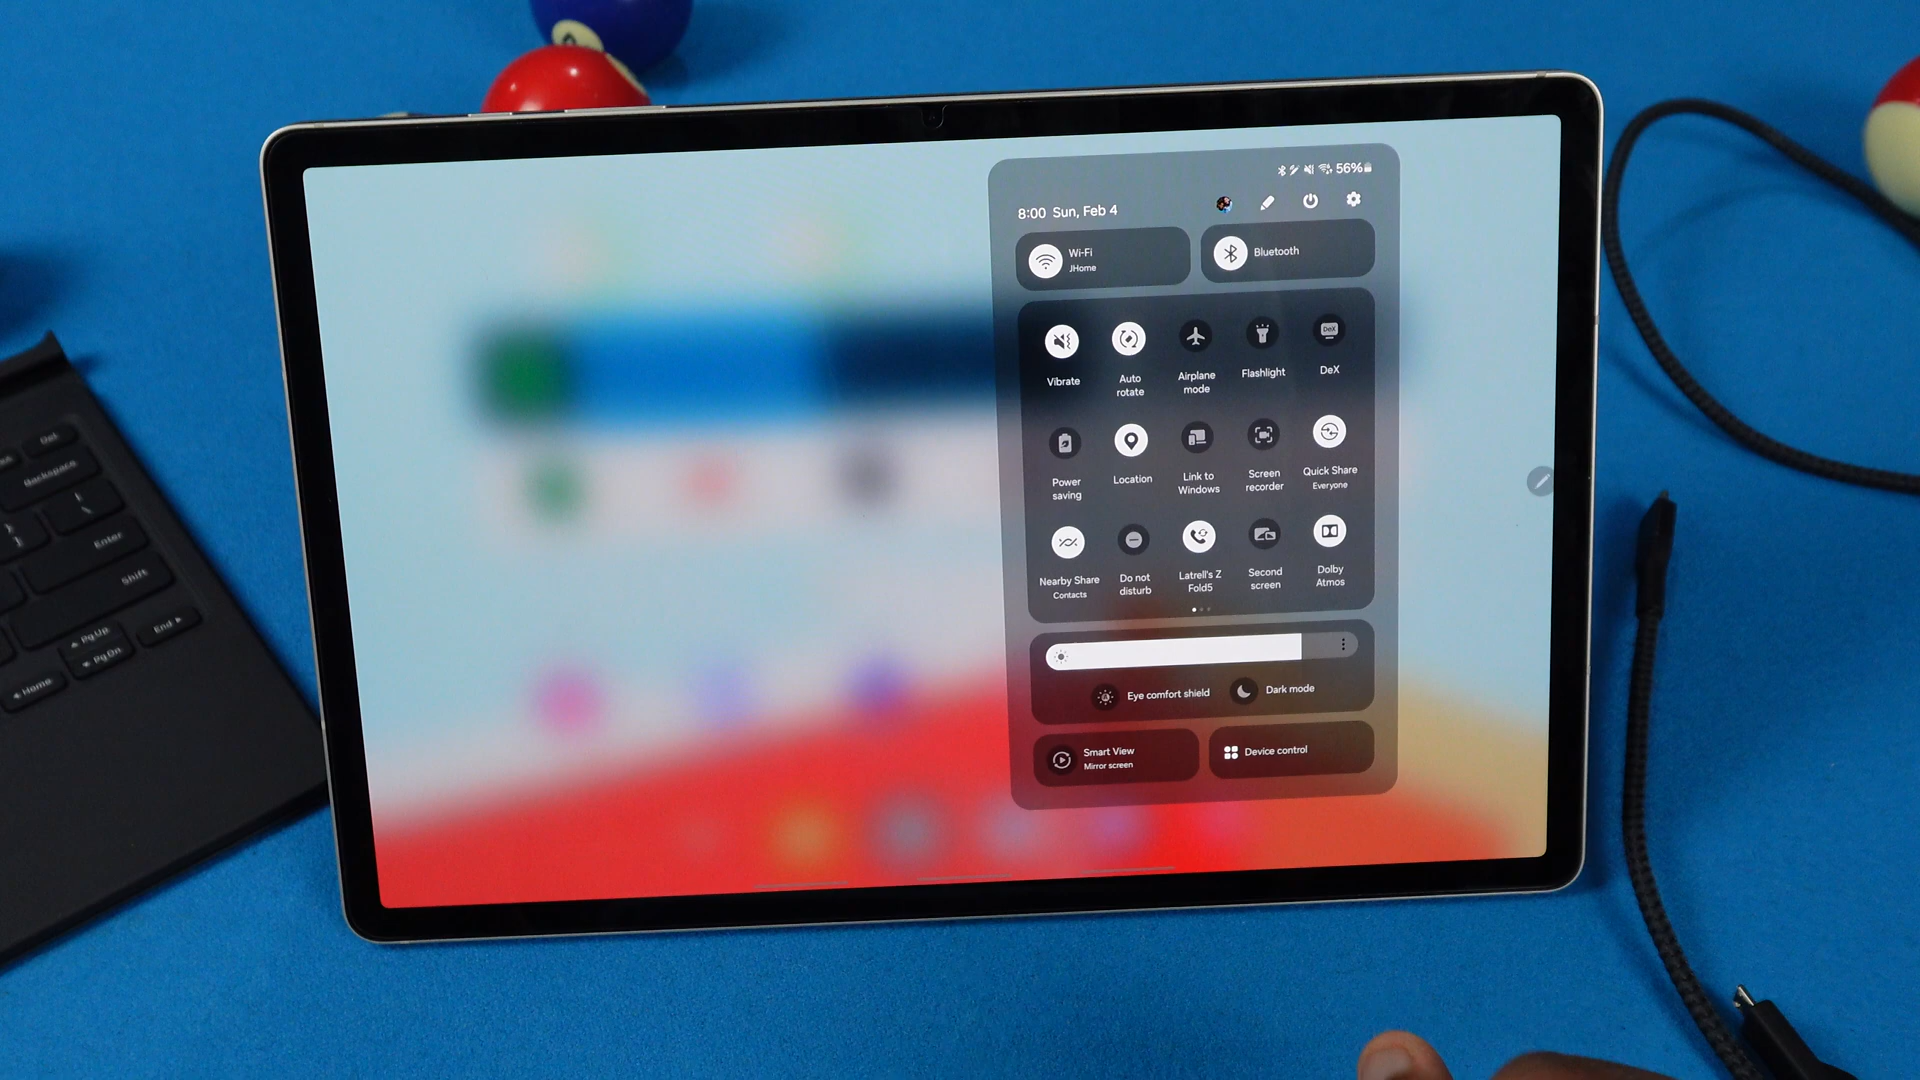 56%
8:00 Sun, Feb 4
Wi-Fi
JHome
Bluetooth
Vibrate
Auto
rotate
Airplane
mode
Flashlight
DeX
DeX
Power
saving
Location
Link to
Windows
Screen
recorder
Quick Share
Everyone
Nearby Share
Contacts
Do not
disturb
Latrell's Z
Fold5
Second
screen
Dolby
Atmos
Eye comfort shield
Dark mode
Smart View
Mirror screen
Device control
Del
Backspace
Enter
Shift
PgUp
End
PgDn
Home